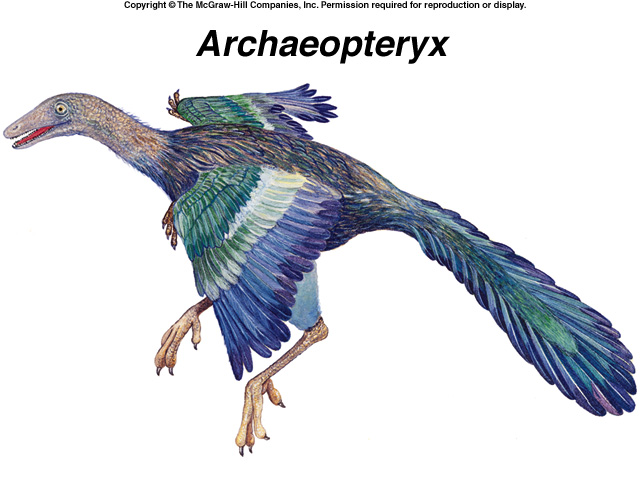 Copyright © The McGraw-Hill Companies, Inc. Permission required for reproduction or display.
Archaeopteryx